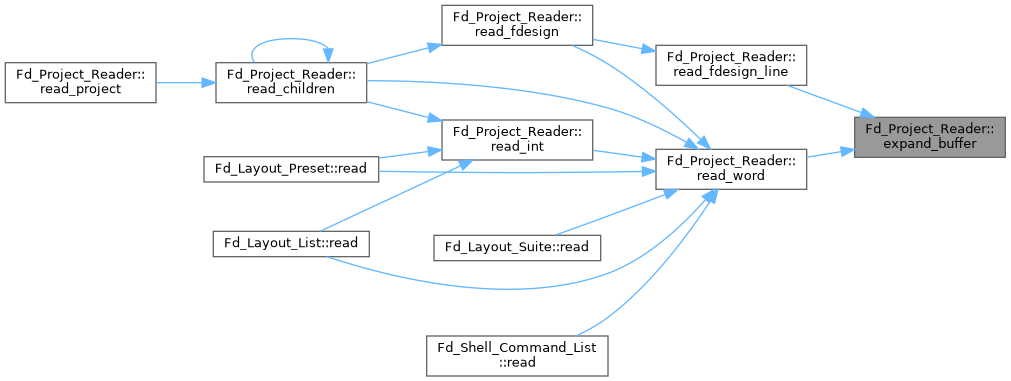 Fd_Project_Reader::
read_fdesign
Fd_Project_Reader::
read_fdesign_line
Fd_Project_Reader::
read_project
Fd_Project_Reader::
read_children
Fd_Project_Reader::
expand_buffer
Fd_Project_Reader::
read_int
Fd_Project_Reader::
read_word
Fd_Layout_Preset::read
Fd_Layout_List::read
Fd_Layout_Suite::read
Fd_Shell_Command_List
::read